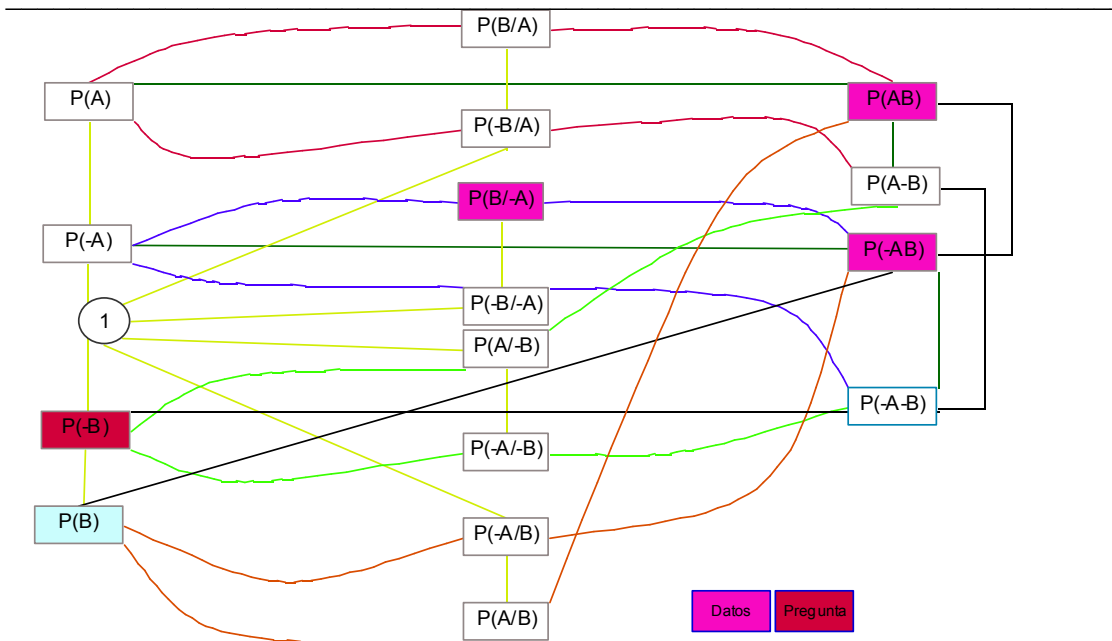 P(B/A)
P(A)
P(AB)
P(-B/A)
P(A-B)
P(B/-A)
P(-A)
P(-AB)
P(-B/-A)
1
P(A/-B)
P(-A-B)
P(-B)
P(-A/-B)
P(B)
P(-A/B)
P(A/B)
Datos
Pregunta